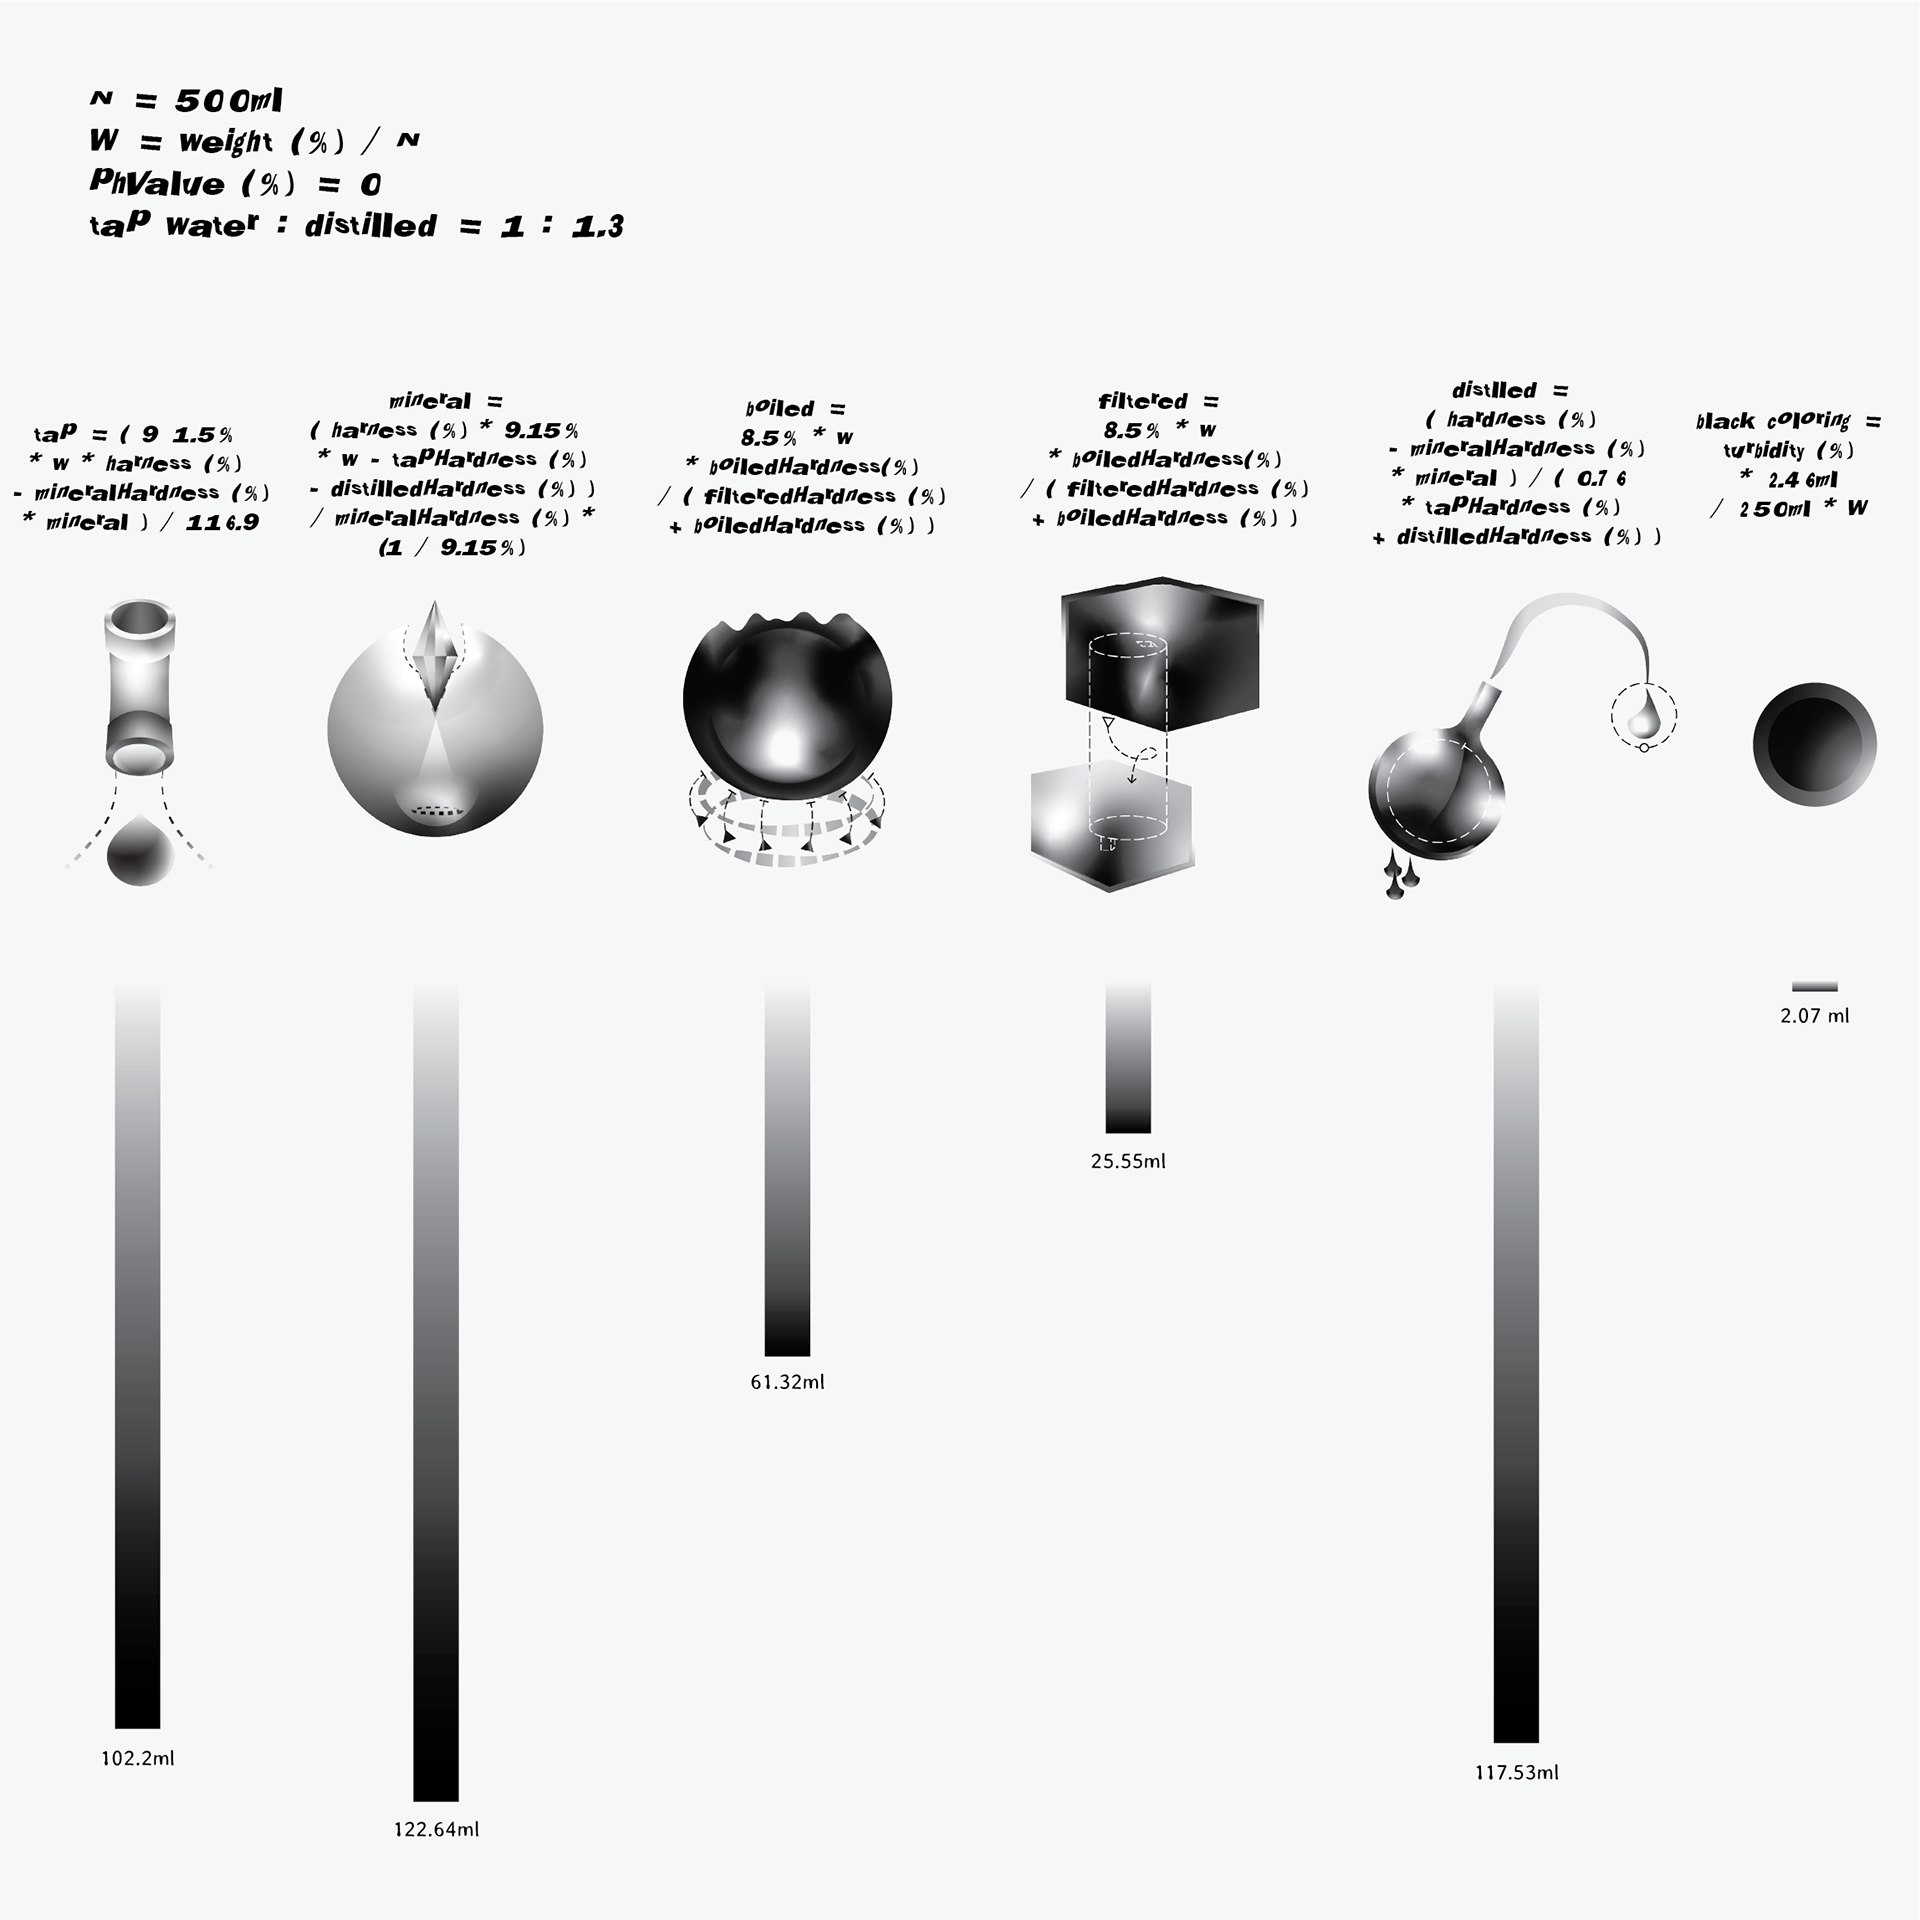 N = 500ml
W = weight (%) / N
PhValue (%) = 0
tap water : distilled = 1 : 1.3
tap = ( 9 1.5%
* w * harness (%)
- mineralHardness (%)
* mineral ) / 116.9
mineral =
( harness (%) * 9.15%
* w - tapHardness (%)
- distilledHardness (%) )
/ mineralHardness (%) *
(1 / 9.15%)
boiled =
8.5% * w
* boiledHardness(%)
/ ( filteredHardness (%)
+ boiledHardness (%) )
filtered =
8.5% * w
* boiledHardness(%)
/ ( filteredHardness (%)
+ boiledHardness (%) )
distlled =
( hardness (%)
- mineralHardness (%)
* mineral ) / ( 0.7 6
* tapHardness (%)
+ distilledHardness (%) )
black coloring =
turbidity (%)
* 2.4 6ml
/ 250ml * W
102.2ml
122.64ml
61.32ml
25.55ml
117.53ml
2.07 ml